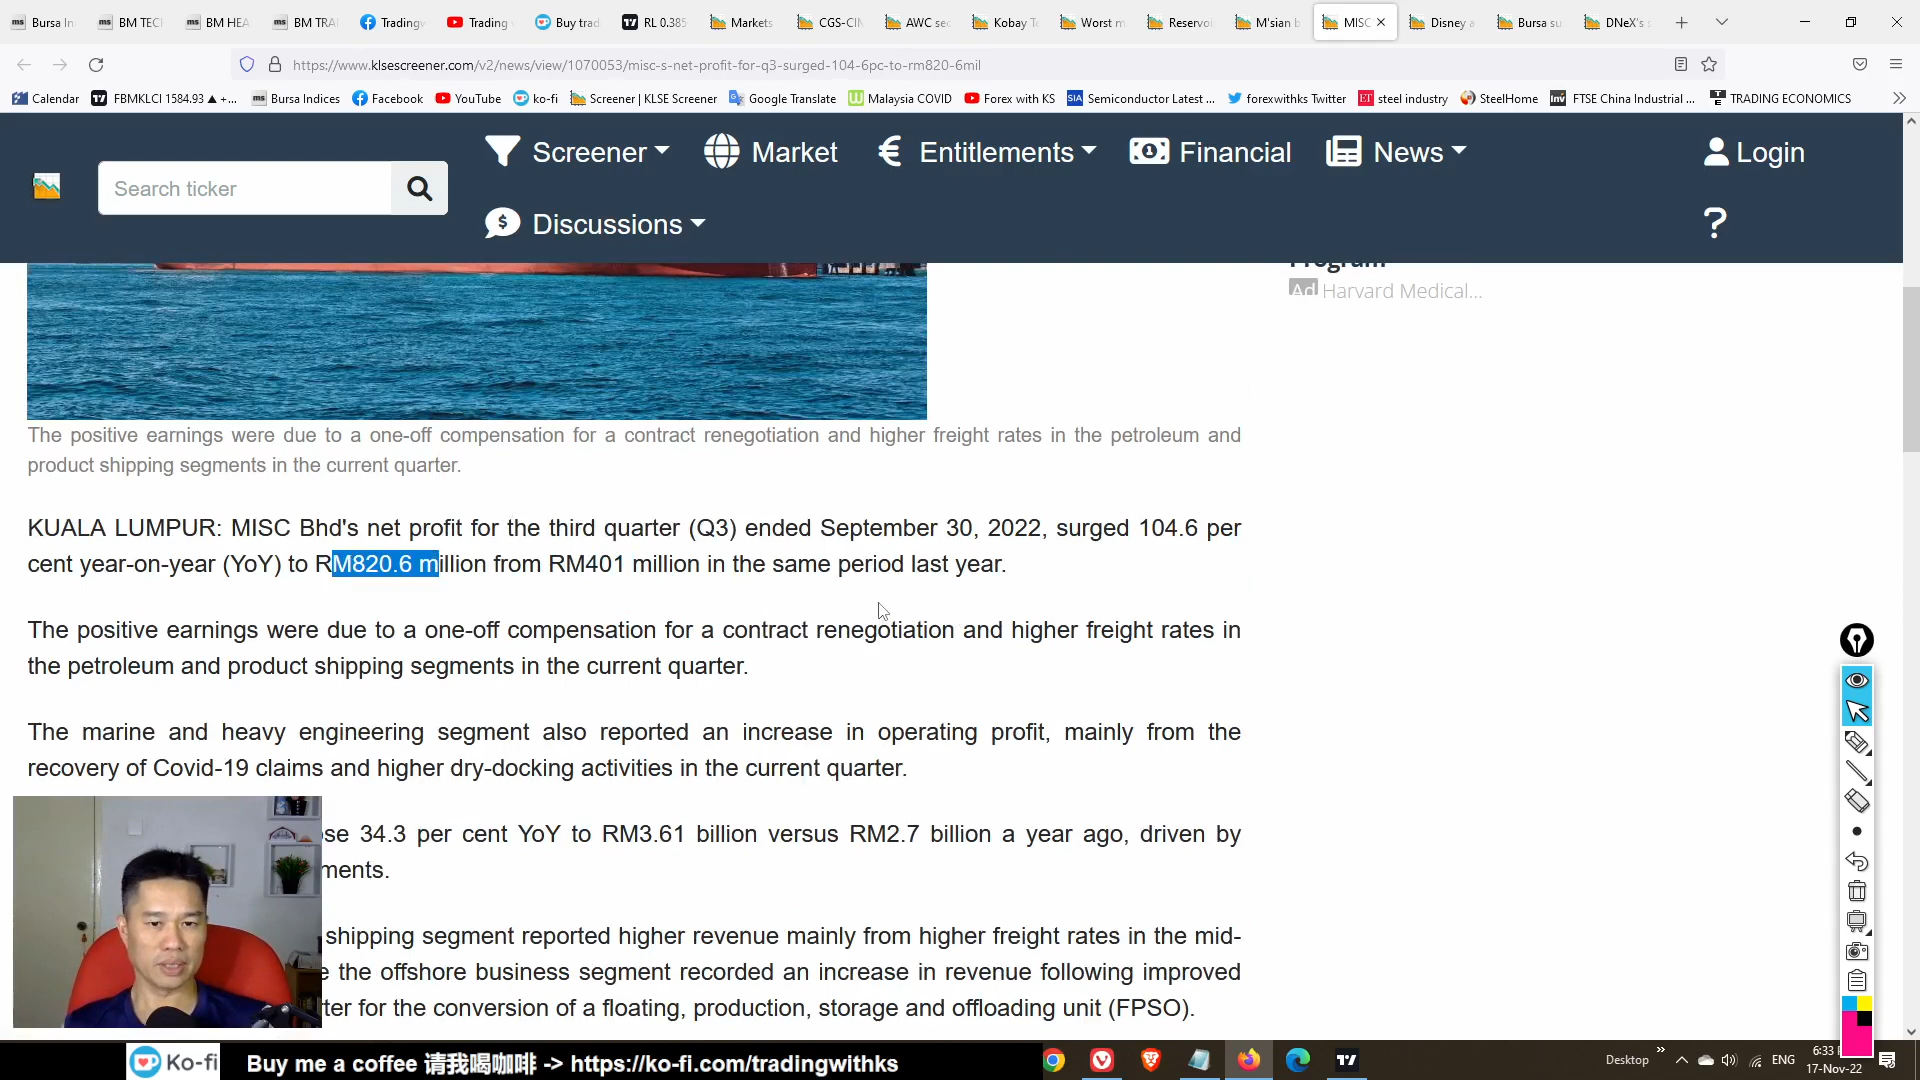 Bursa In
BM TEC
BM HEA
BM TRA
Trading
Trading
Buy trad
RL 0.385
Markets
CGS-CIN
AWC sec
Kobay Te
Worst m
Reservoi
M'sian b
MISC
Disney a
Bursa su
DNeX's s
https://www.klsescreener.com/v2/news/view/1070053/misc-s-net-profit-for-q3-surged-104-6pc-to-rm820-6mil
Calendar
FBMKLCI 1584.93 ▲ +...
Bursa Indices
Facebook
YouTube
ko-fi
Screener | KLSE Screener
Google Translate
Malaysia COVID
Forex with KS
Semiconductor Latest ...
forexwithks Twitter
steel industry
SteelHome
FTSE China Industrial ...
TRADING ECONOMICS
Search ticker
Screener
Market
Entitlements
Financial
News
Login
Discussions
?
Program
Ad Harvard Medical...
The positive earnings were due to a one-off compensation for a contract renegotiation and higher freight rates in the petroleum and
product shipping segments in the current quarter.
KUALA LUMPUR: MISC Bhd's net profit for the third quarter (Q3) ended September 30, 2022, surged 104.6 per
cent year-on-year (YoY) to RM820.6 million from RM401 million in the same period last year.
The positive earnings were due to a one-off compensation for a contract renegotiation and higher freight rates in
the petroleum and product shipping segments in the current quarter.
The marine and heavy engineering segment also reported an increase in operating profit, mainly from the
recovery of Covid-19 claims and higher dry-docking activities in the current quarter.
se 34.3 per cent YoY to RM3.61 billion versus RM2.7 billion a year ago, driven by
ments.
shipping segment reported higher revenue mainly from higher freight rates in the mid-
e the offshore business segment recorded an increase in revenue following improved
ter for the conversion of a floating, production, storage and offloading unit (FPSO).
Ko-fi
Buy me a coffee 请我喝咖啡 -> https://ko-fi.com/tradingwithks
Desktop
ENG
6:33
17-Nov-22